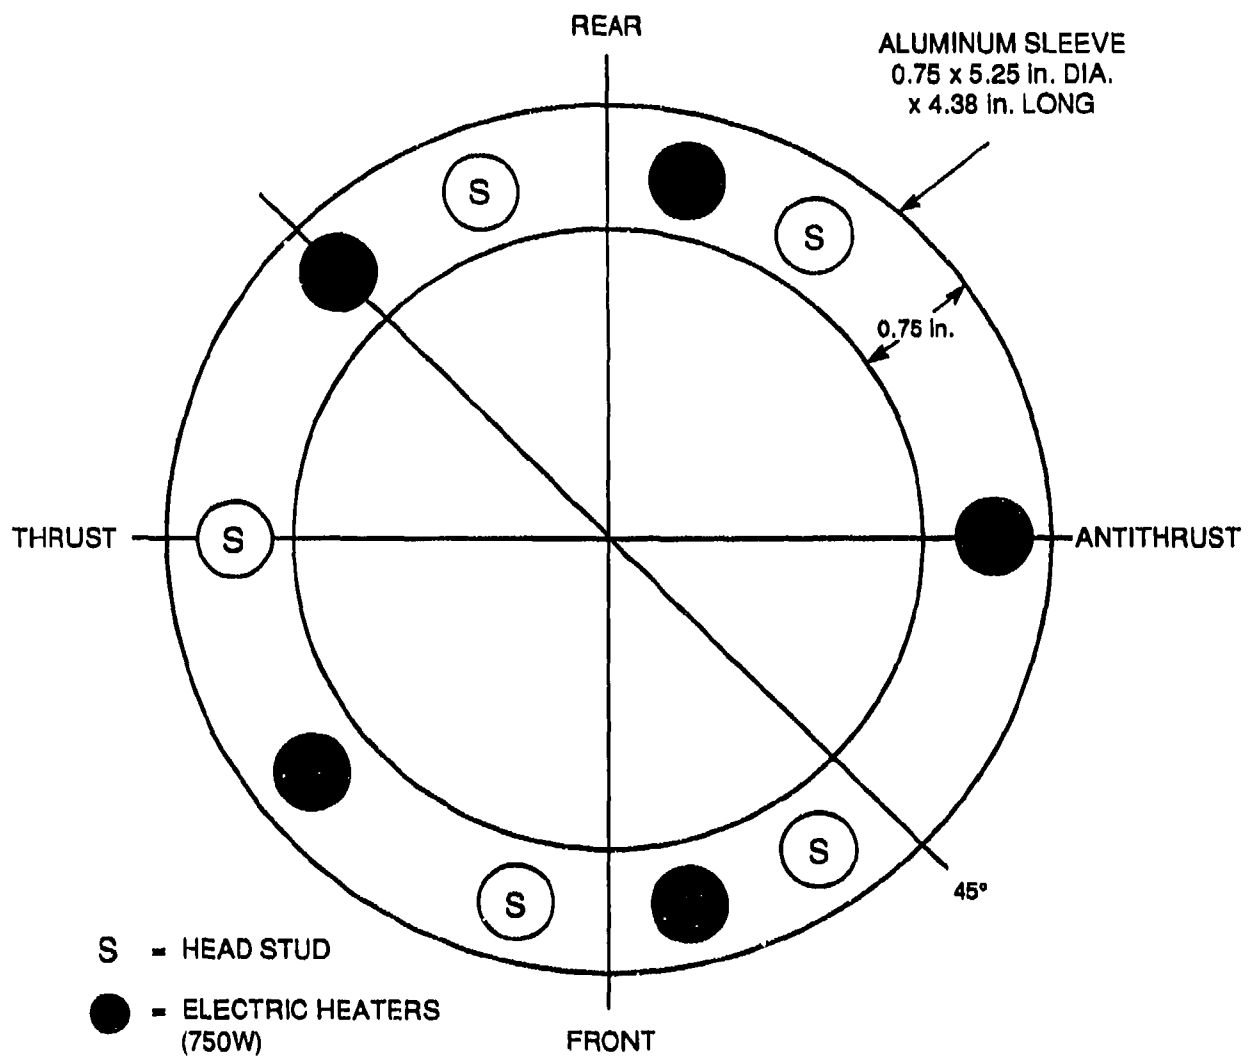 REAR
ALUMINUM SLEEVE
0.75 x 5.25 in. DIA.
x 4.38 in. LONG
S
S
0.75 in.
THRUST
S
ANTITHRUST
S
S
45°
S = HEAD STUD
= ELECTRIC HEATERS
(750W)
FRONT